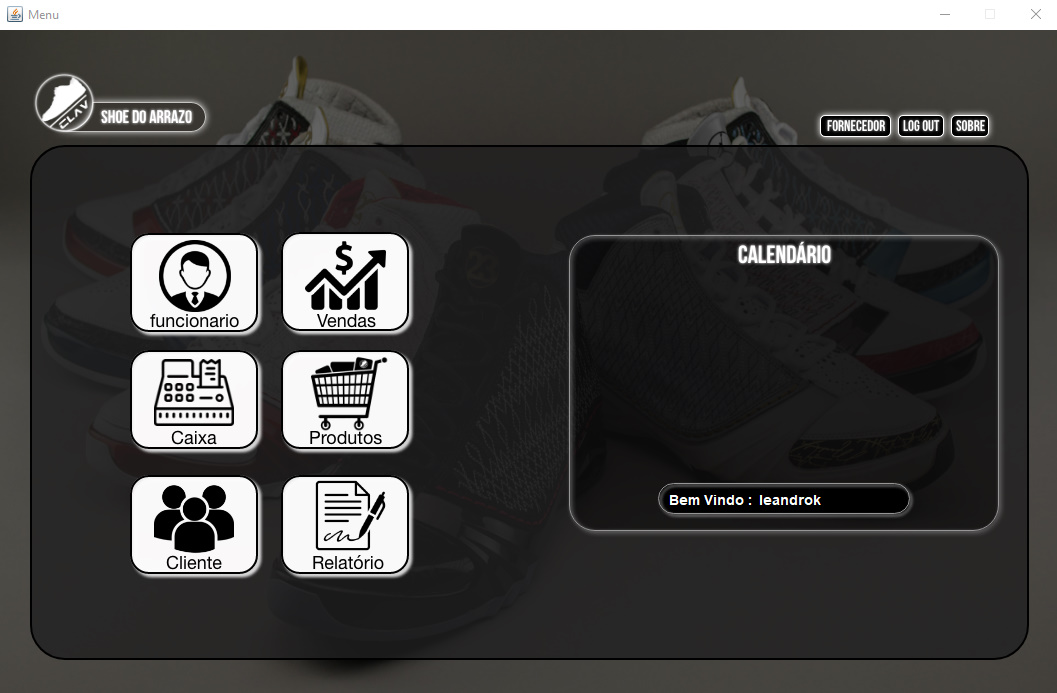 Menu
CLAV
SHOE DO ARRAZO
FORNECEDOR
LOG OUT
SOBRE
funcionario
Vendas
Caixa
Produtos
Cliente
Relatório
CALENDÁRIO
Bem Vindo : leandrok